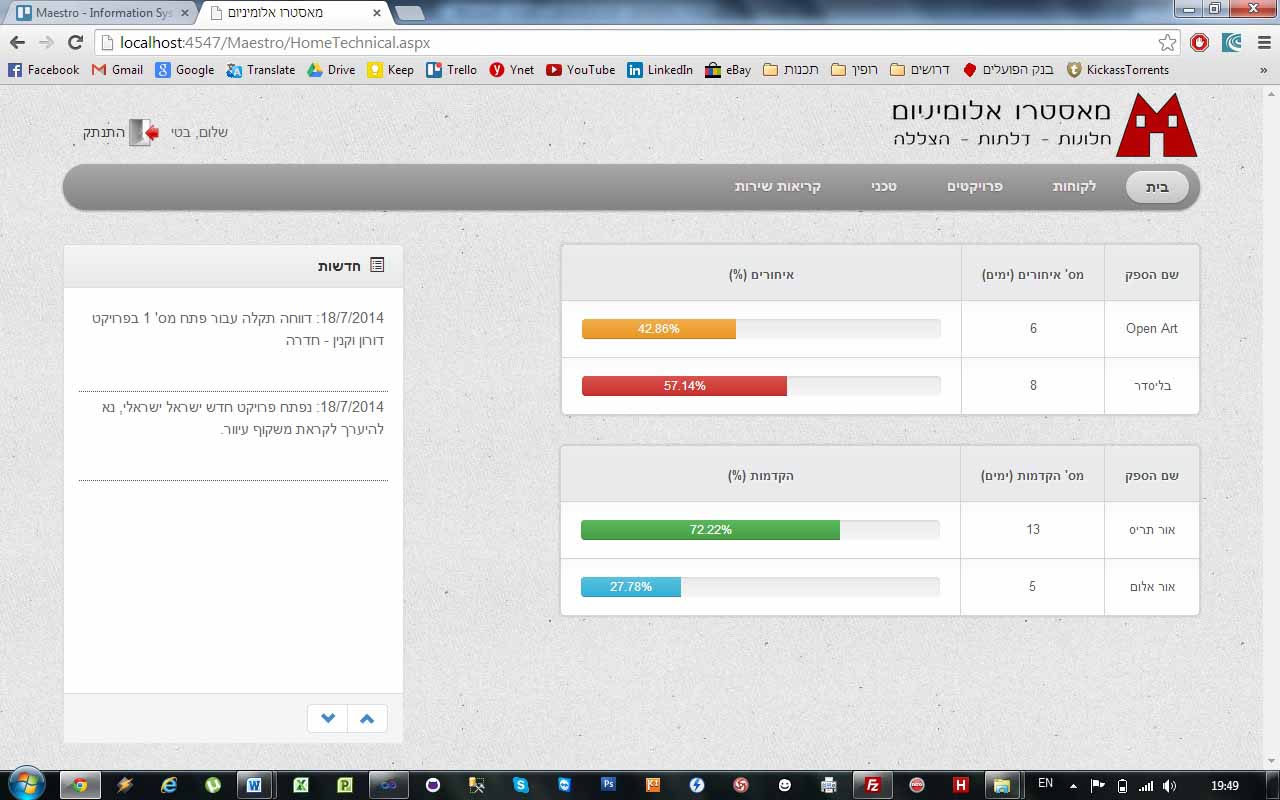 Maestro - Information Sys
מאסטרו אלומיניום
localhost:4547/Maestro/HomeTechnical.aspx
Facebook Gmail Google Translate Drive Keep Trello Ynet YouTube LinkedIn eBay תכנות רופין דרושים בנק הפועלים KickassTorrents »
מאסטרו אלומיניום
חלונות - דלתות - הצללה
שלום, בטי התנתק
בית לקוחות פרויקטים טכני קריאות שירות
שם הספק מס' איחורים (ימים) איחורים (%)
Open Art 6 42.86%
בליסדר 8 57.14%
שם הספק מס' הקדמות (ימים) הקדמות (%)
אור תריס 13 72.22%
אור אלום 5 27.78%
חדשות
18/7/2014: דווחה תקלה עבור פתח מס' 1 בפרויקט
דורון וקנין - חדרה
18/7/2014: נפתח פרויקט חדש ישראל ישראלי, נא
להיערך לקראת משקוף עיוור.
EN 19:49